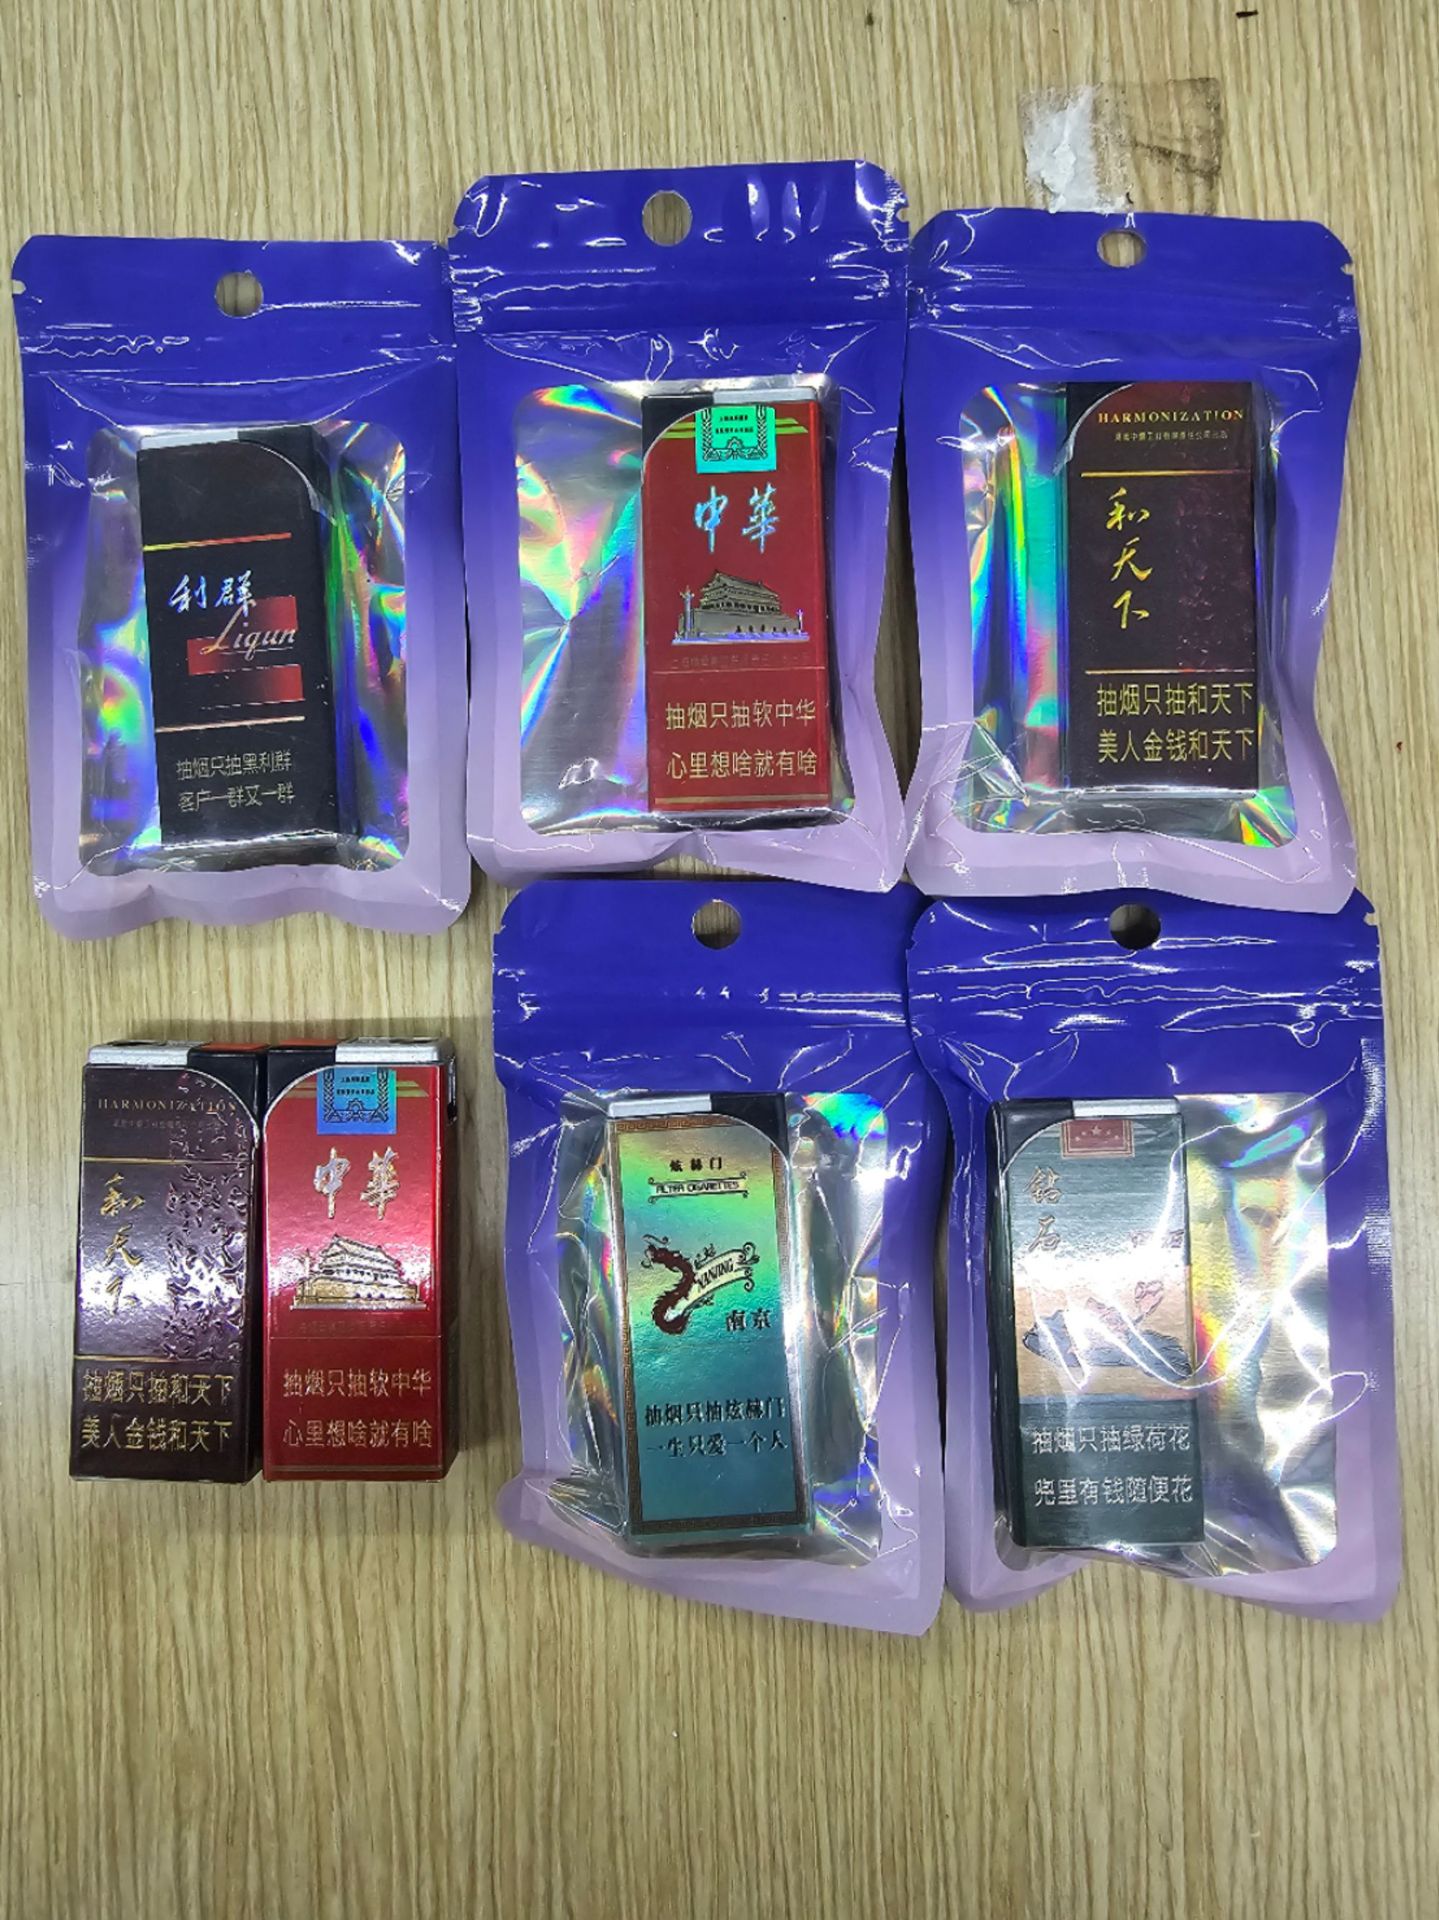 利群
Liqun
抽烟只抽黑利群
客户一群又一群
中華
抽烟只抽软中华
心里想啥就有啥
HARMONIZATION
和天下
抽烟只抽和天下
美人金钱和天下
HARMONIZATION
和天下
抽烟只抽和天下
美人金钱和天下
中華
抽烟只抽软中华
心里想啥就有啥
炫赫门
FILTER CIGARETTES
NANJING
南京
抽烟只抽炫赫门
一生只爱一个人
钻石
抽烟只抽绿荷花
兜里有钱随便花